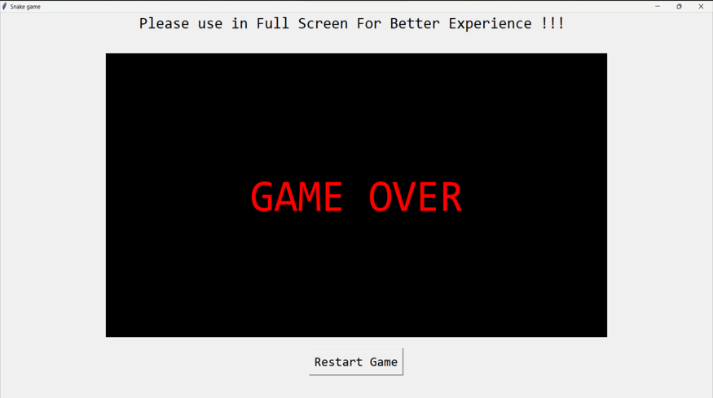 Snake game
Please use in Full Screen For Better Experience !!!
GAME OVER
Restart Game